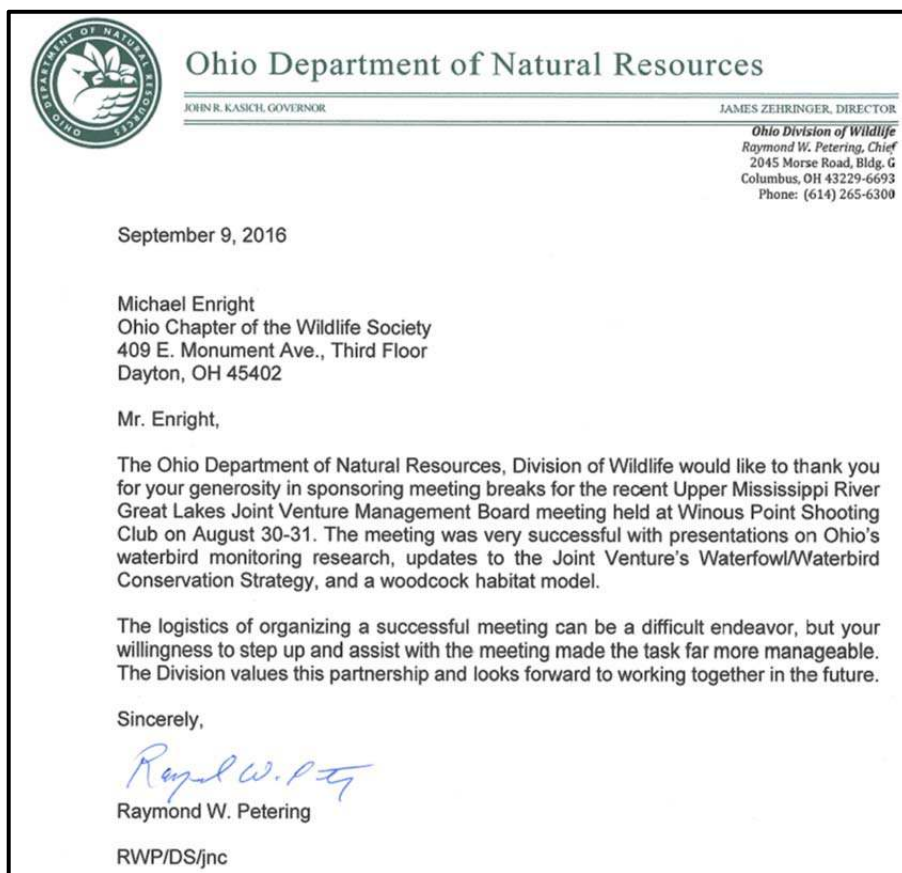 OHIO DEPARTMENT OF NATURAL RESOURCES
Ohio Department of Natural Resources
JOHN R. KASICH, GOVERNOR
JAMES ZEHRINGER, DIRECTOR
Ohio Division of Wildlife
Raymond W. Petering, Chief
2045 Morse Road, Bldg. G
Columbus, OH 43229-6693
Phone: (614) 265-6300
September 9, 2016
Michael Enright
Ohio Chapter of the Wildlife Society
409 E. Monument Ave., Third Floor
Dayton, OH 45402
Mr. Enright,
The Ohio Department of Natural Resources, Division of Wildlife would like to thank you
for your generosity in sponsoring meeting breaks for the recent Upper Mississippi River
Great Lakes Joint Venture Management Board meeting held at Winous Point Shooting
Club on August 30-31. The meeting was very successful with presentations on Ohio's
waterbird monitoring research, updates to the Joint Venture's Waterfowl/Waterbird
Conservation Strategy, and a woodcock habitat model.
The logistics of organizing a successful meeting can be a difficult endeavor, but your
willingness to step up and assist with the meeting made the task far more manageable.
The Division values this partnership and looks forward to working together in the future.
Sincerely,
Raymond W. Petering
RWP/DS/jnc